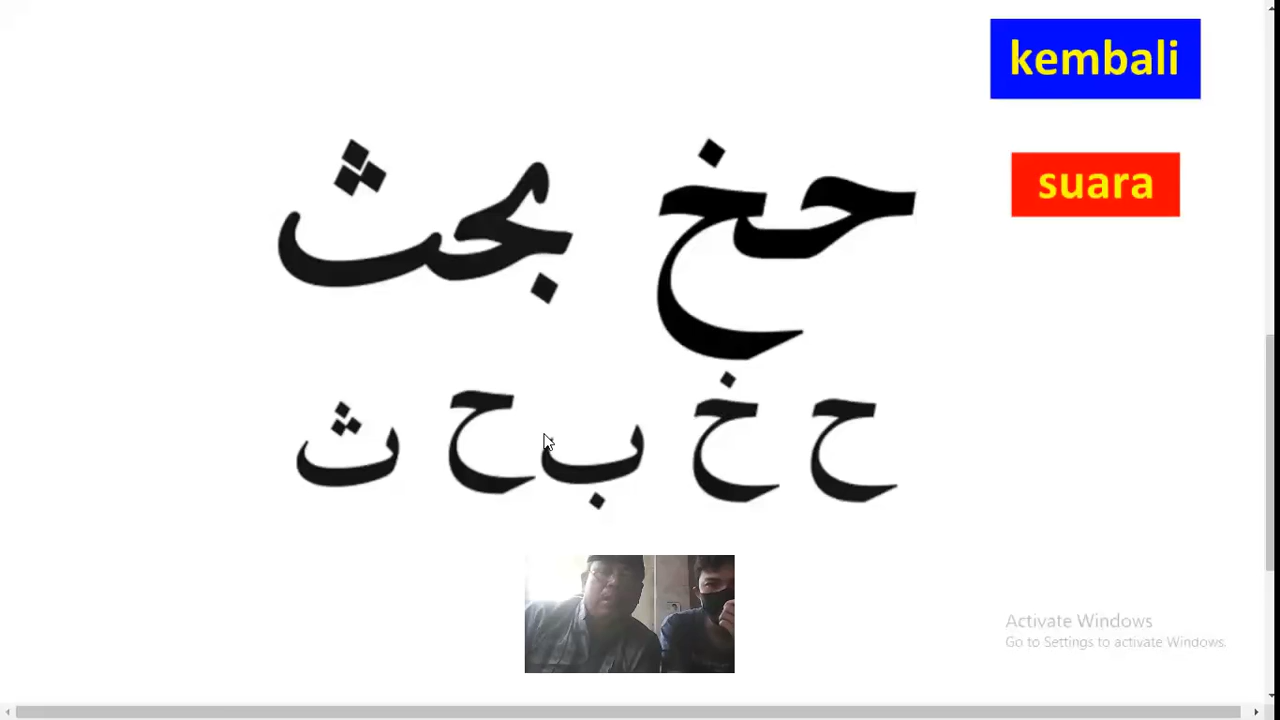 kembali
suara
حخ بحث
ح خ ب ح ث
Activate Windows
Go to Settings to activate Windows.